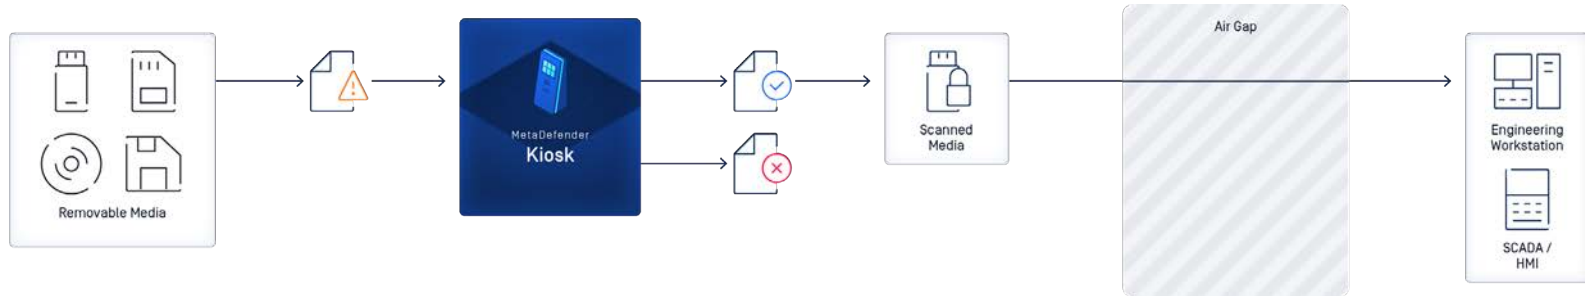 Removable Media
MetaDefender
Kiosk
Scanned
Media
Air Gap
Engineering
Workstation
SCADA /
HMI